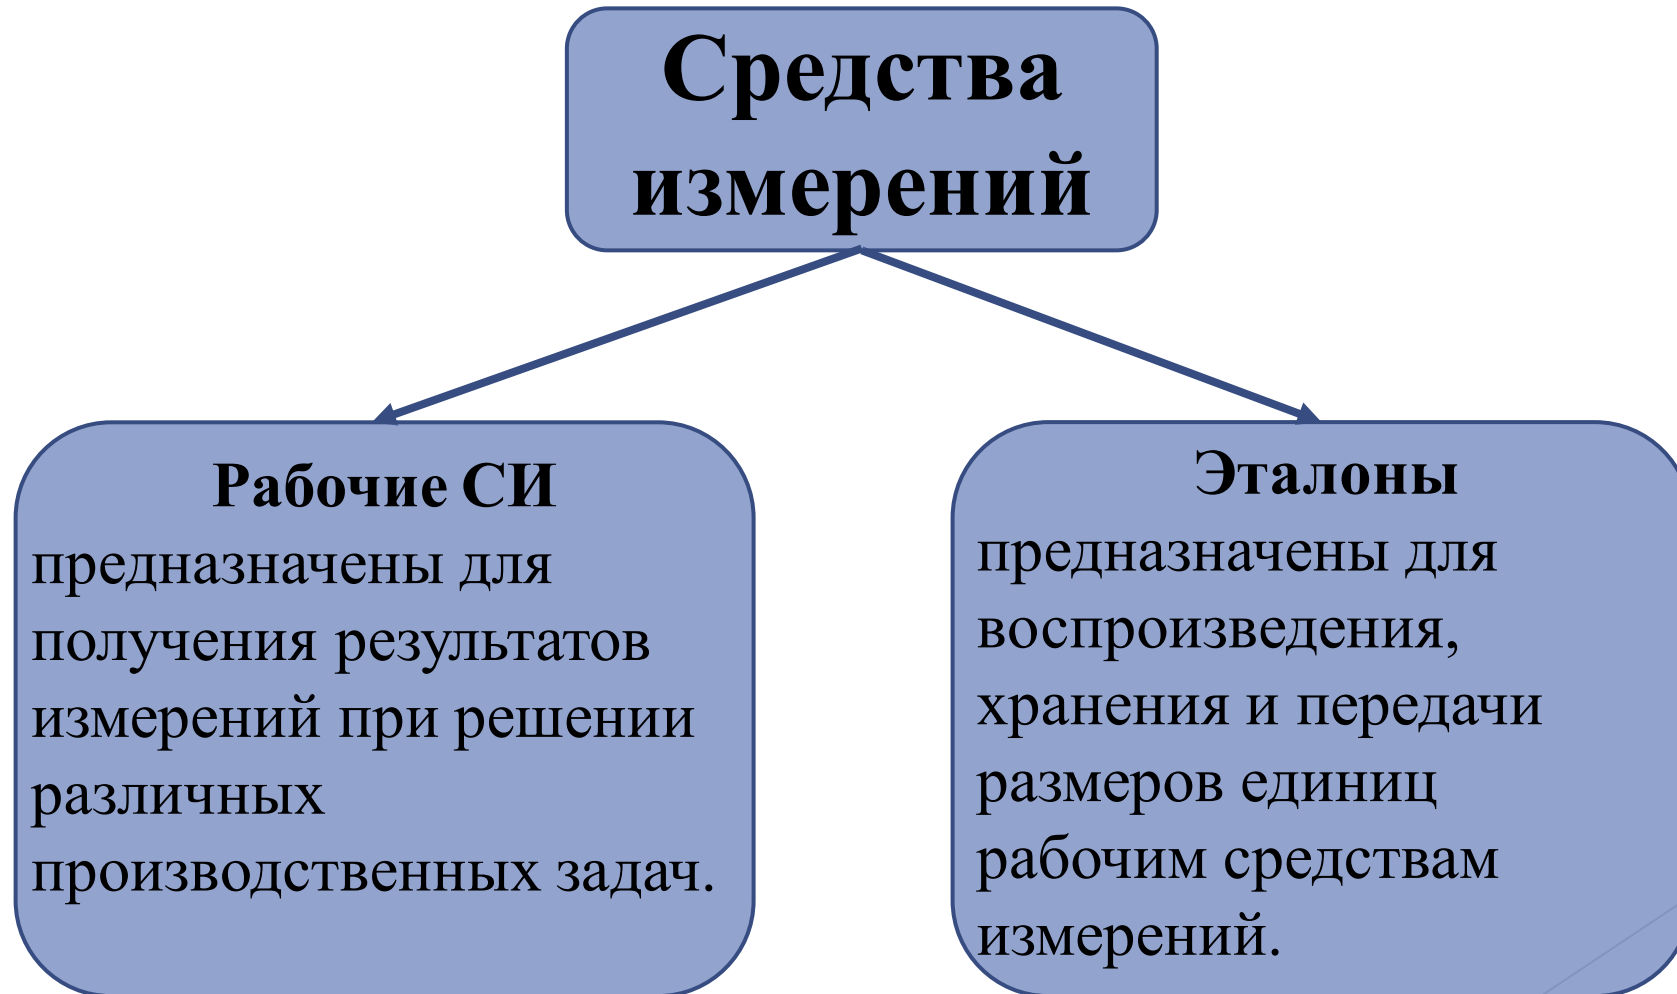 Средства
измерений
Рабочие СИ
предназначены для
получения результатов
измерений при решении
различных
производственных задач.
Эталоны
предназначены для
воспроизведения,
хранения и передачи
размеров единиц
рабочим средствам
измерений.